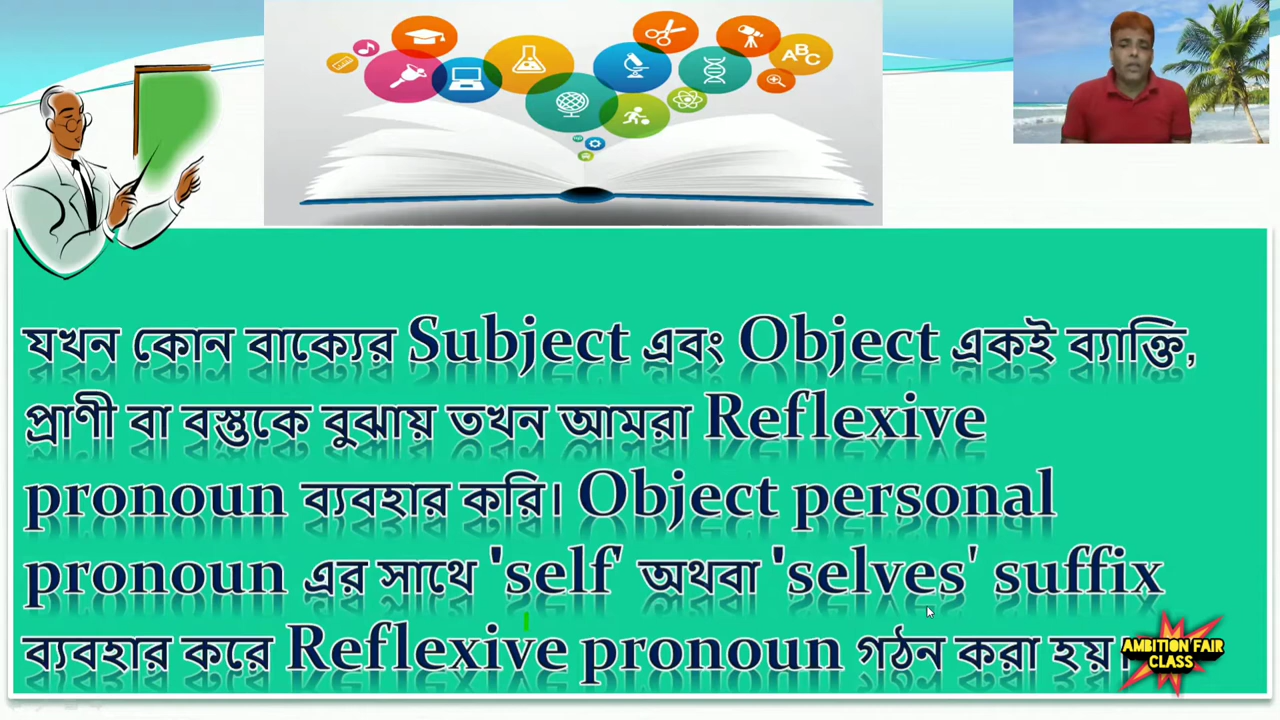 ABC
যখন কোন বাক্যের Subject এবং Object একই ব্যাক্তি,
প্রাণী বা বস্তুকে বুঝায় তখন আমরা Reflexive
pronoun ব্যবহার করি। Object personal
pronoun এর সাথে 'self' অথবা 'selves' suffix
ব্যবহার করে Reflexive pronoun গঠন করা হয়।
AMBITION FAIR
CLASS